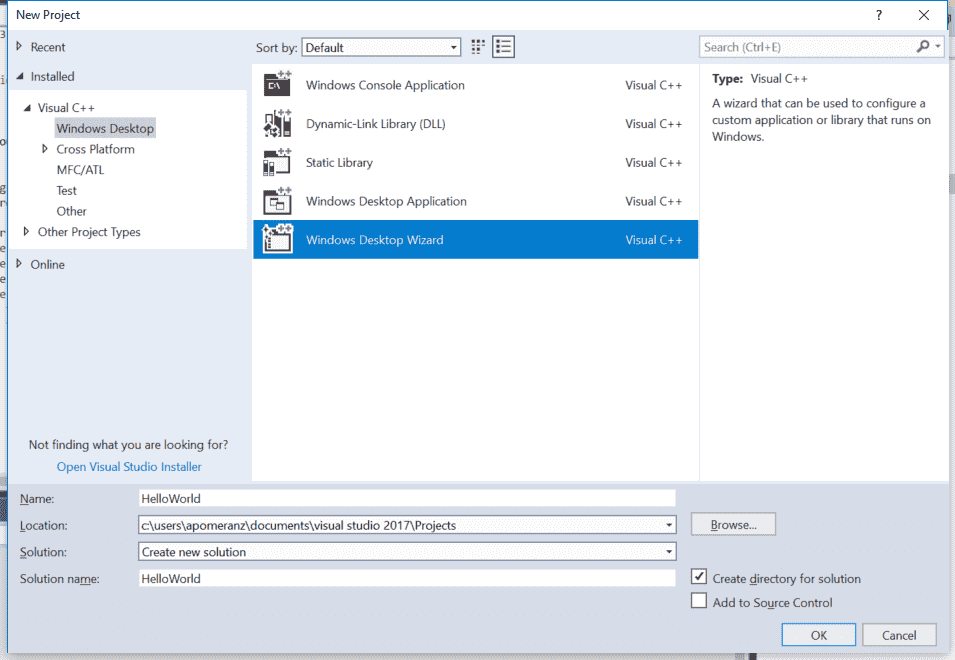 New Project
?
Recent
Sort by: Default
Search (Ctrl+E)
Installed
Visual C++
Windows Desktop
Cross Platform
MFC/ATL
Test
Other
Other Project Types
Online
Windows Console Application Visual C++
Dynamic-Link Library (DLL) Visual C++
Static Library Visual C++
Windows Desktop Application Visual C++
Windows Desktop Wizard Visual C++
Type: Visual C++
A wizard that can be used to configure a
custom application or library that runs on
Windows.
Not finding what you are looking for?
Open Visual Studio Installer
Name: HelloWorld
Location: c:\users\apomeranz\documents\visual studio 2017\Projects
Browse...
Solution: Create new solution
Solution name: HelloWorld
Create directory for solution
Add to Source Control
OK
Cancel